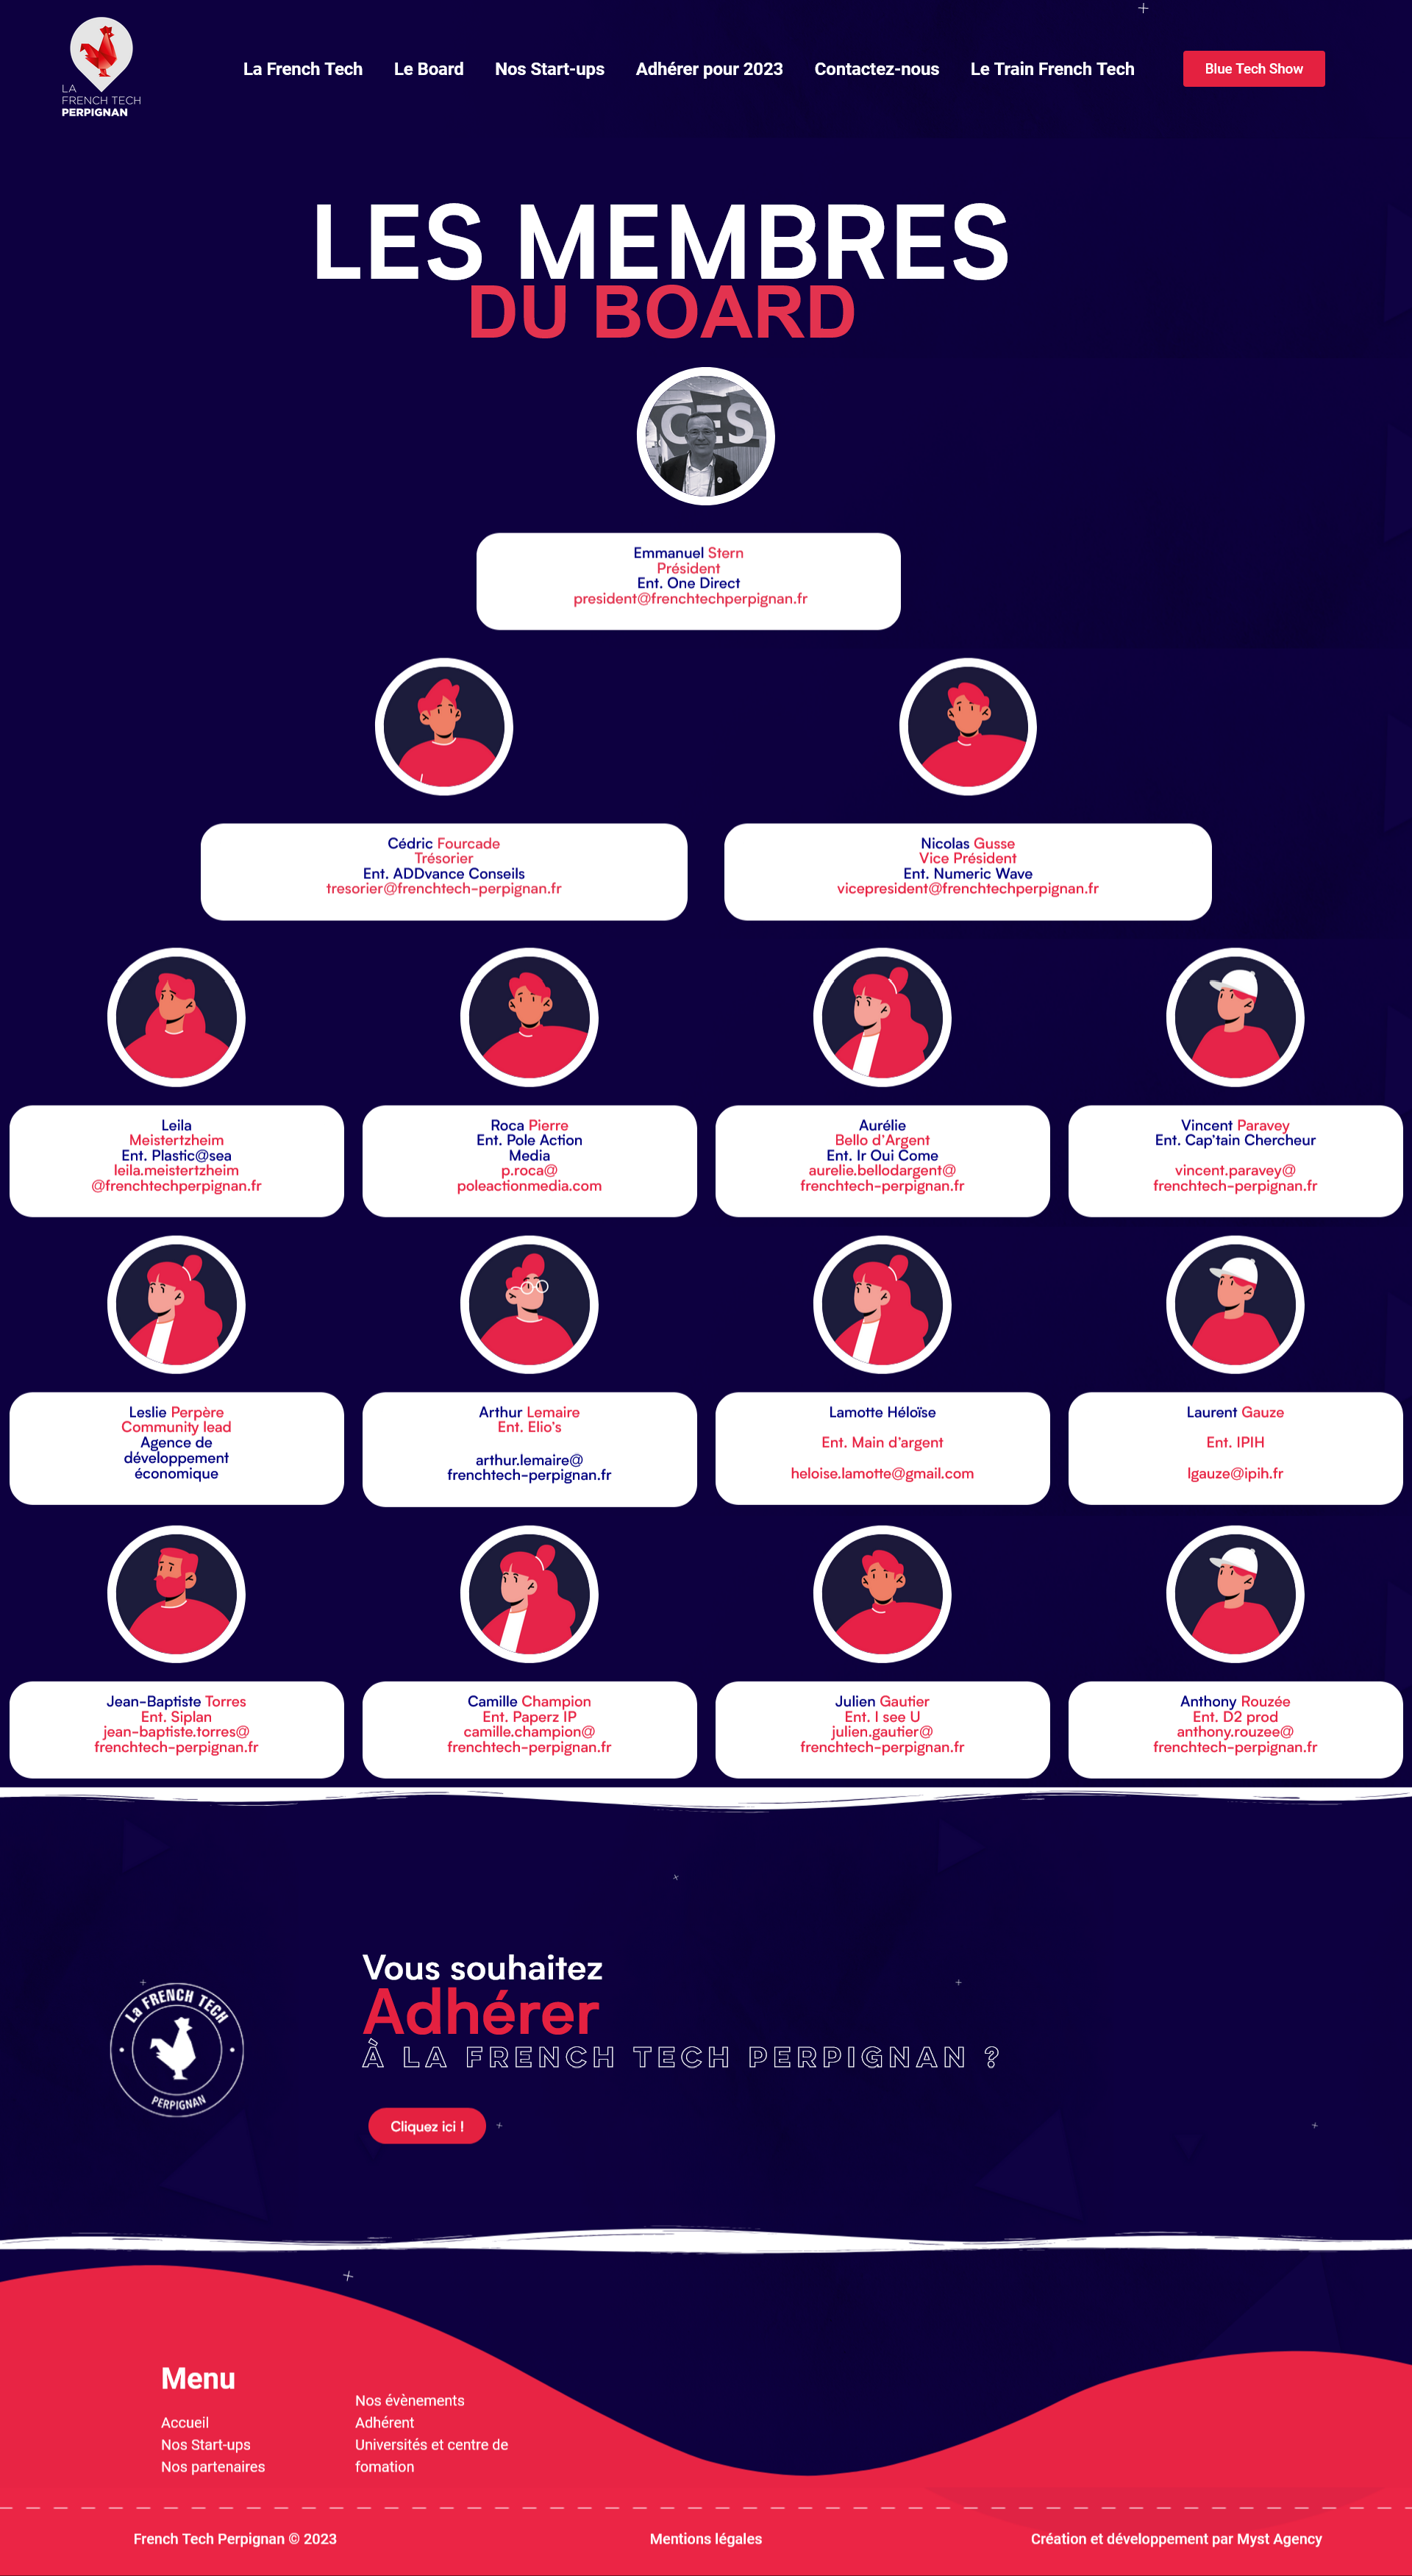 LA
FRENCH TECH
PERPIGNAN
La French Tech
Le Board
Nos Start-ups
Adhérer pour 2023
Contactez-nous
Le Train French Tech
Blue Tech Show
LES MEMBRES
DU BOARD
CES
Emmanuel Stern
Président
Ent. One Direct
president@frenchtechperpignan.fr
Cédric Fourcade
Trésorier
Ent. ADDvance Conseils
tresorier@frenchtech-perpignan.fr
Nicolas Gusse
Vice Président
Ent. Numeric Wave
vicepresident@frenchtechperpignan.fr
Leila
Meistertzheim
Ent. Plastic@sea
leila.meistertzheim
@frenchtechperpignan.fr
Roca Pierre
Ent. Pole Action
Media
p.roca@
poleactionmedia.com
Aurélie
Bello d'Argent
Ent. Ir Oui Come
aurelie.bellodargent@
frenchtech-perpignan.fr
Vincent Paravey
Ent. Cap'tain Chercheur
vincent.paravey@
frenchtech-perpignan.fr
Leslie Perpère
Community lead
Agence de
développement
économique
Arthur Lemaire
Ent. Elio's
arthur.lemaire@
frenchtech-perpignan.fr
Lamotte Héloïse
Ent. Main d'argent
heloise.lamotte@gmail.com
Laurent Gauze
Ent. IPIH
lgauze@ipih.fr
Jean-Baptiste Torres
Ent. Siplan
jean-baptiste.torres@
frenchtech-perpignan.fr
Camille Champion
Ent. Paperz IP
camille.champion@
frenchtech-perpignan.fr
Julien Gautier
Ent. I see U
julien.gautier@
frenchtech-perpignan.fr
Anthony Rouzée
Ent. D2 prod
anthony.rouzee@
frenchtech-perpignan.fr
La FRENCH TECH
PERPIGNAN
Vous souhaitez
Adhérer
À LA FRENCH TECH PERPIGNAN ?
Cliquez ici !
Menu
Accueil
Nos Start-ups
Nos partenaires
Nos évènements
Adhérent
Universités et centre de
fomation
French Tech Perpignan © 2023
Mentions légales
Création et développement par Myst Agency